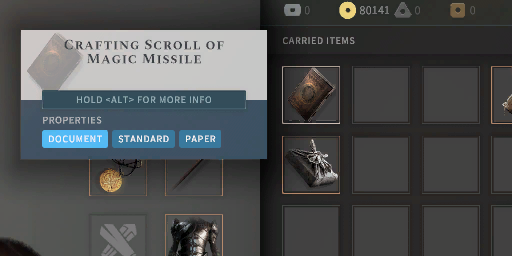 0 80141 0 0
CARRIED ITEMS
CRAFTING SCROLL OF
MAGIC MISSILE
HOLD <ALT> FOR MORE INFO
PROPERTIES
DOCUMENT STANDARD PAPER